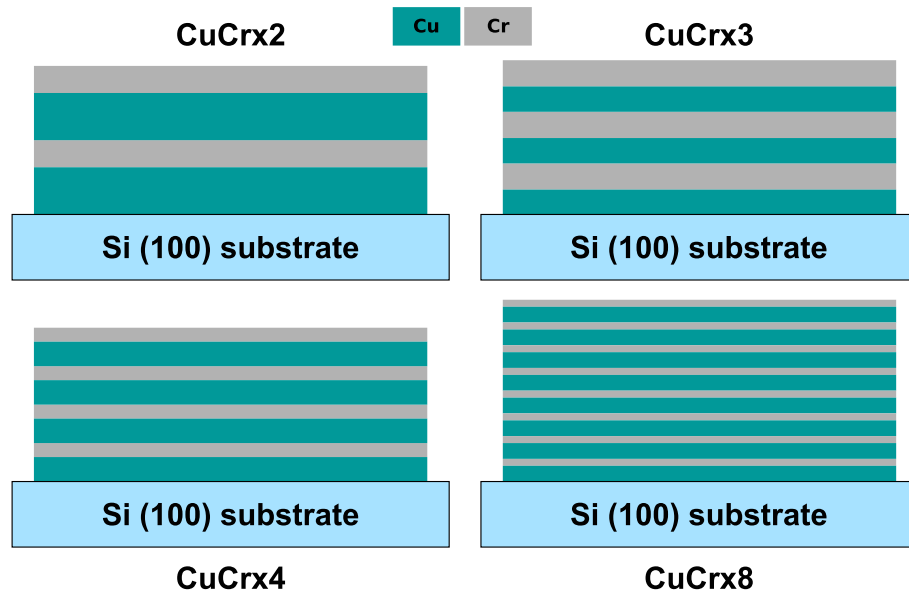 CuCrx2
Cu Cr
CuCrx3
Si (100) substrate
Si (100) substrate
Si (100) substrate
Si (100) substrate
CuCrx4
CuCrx8